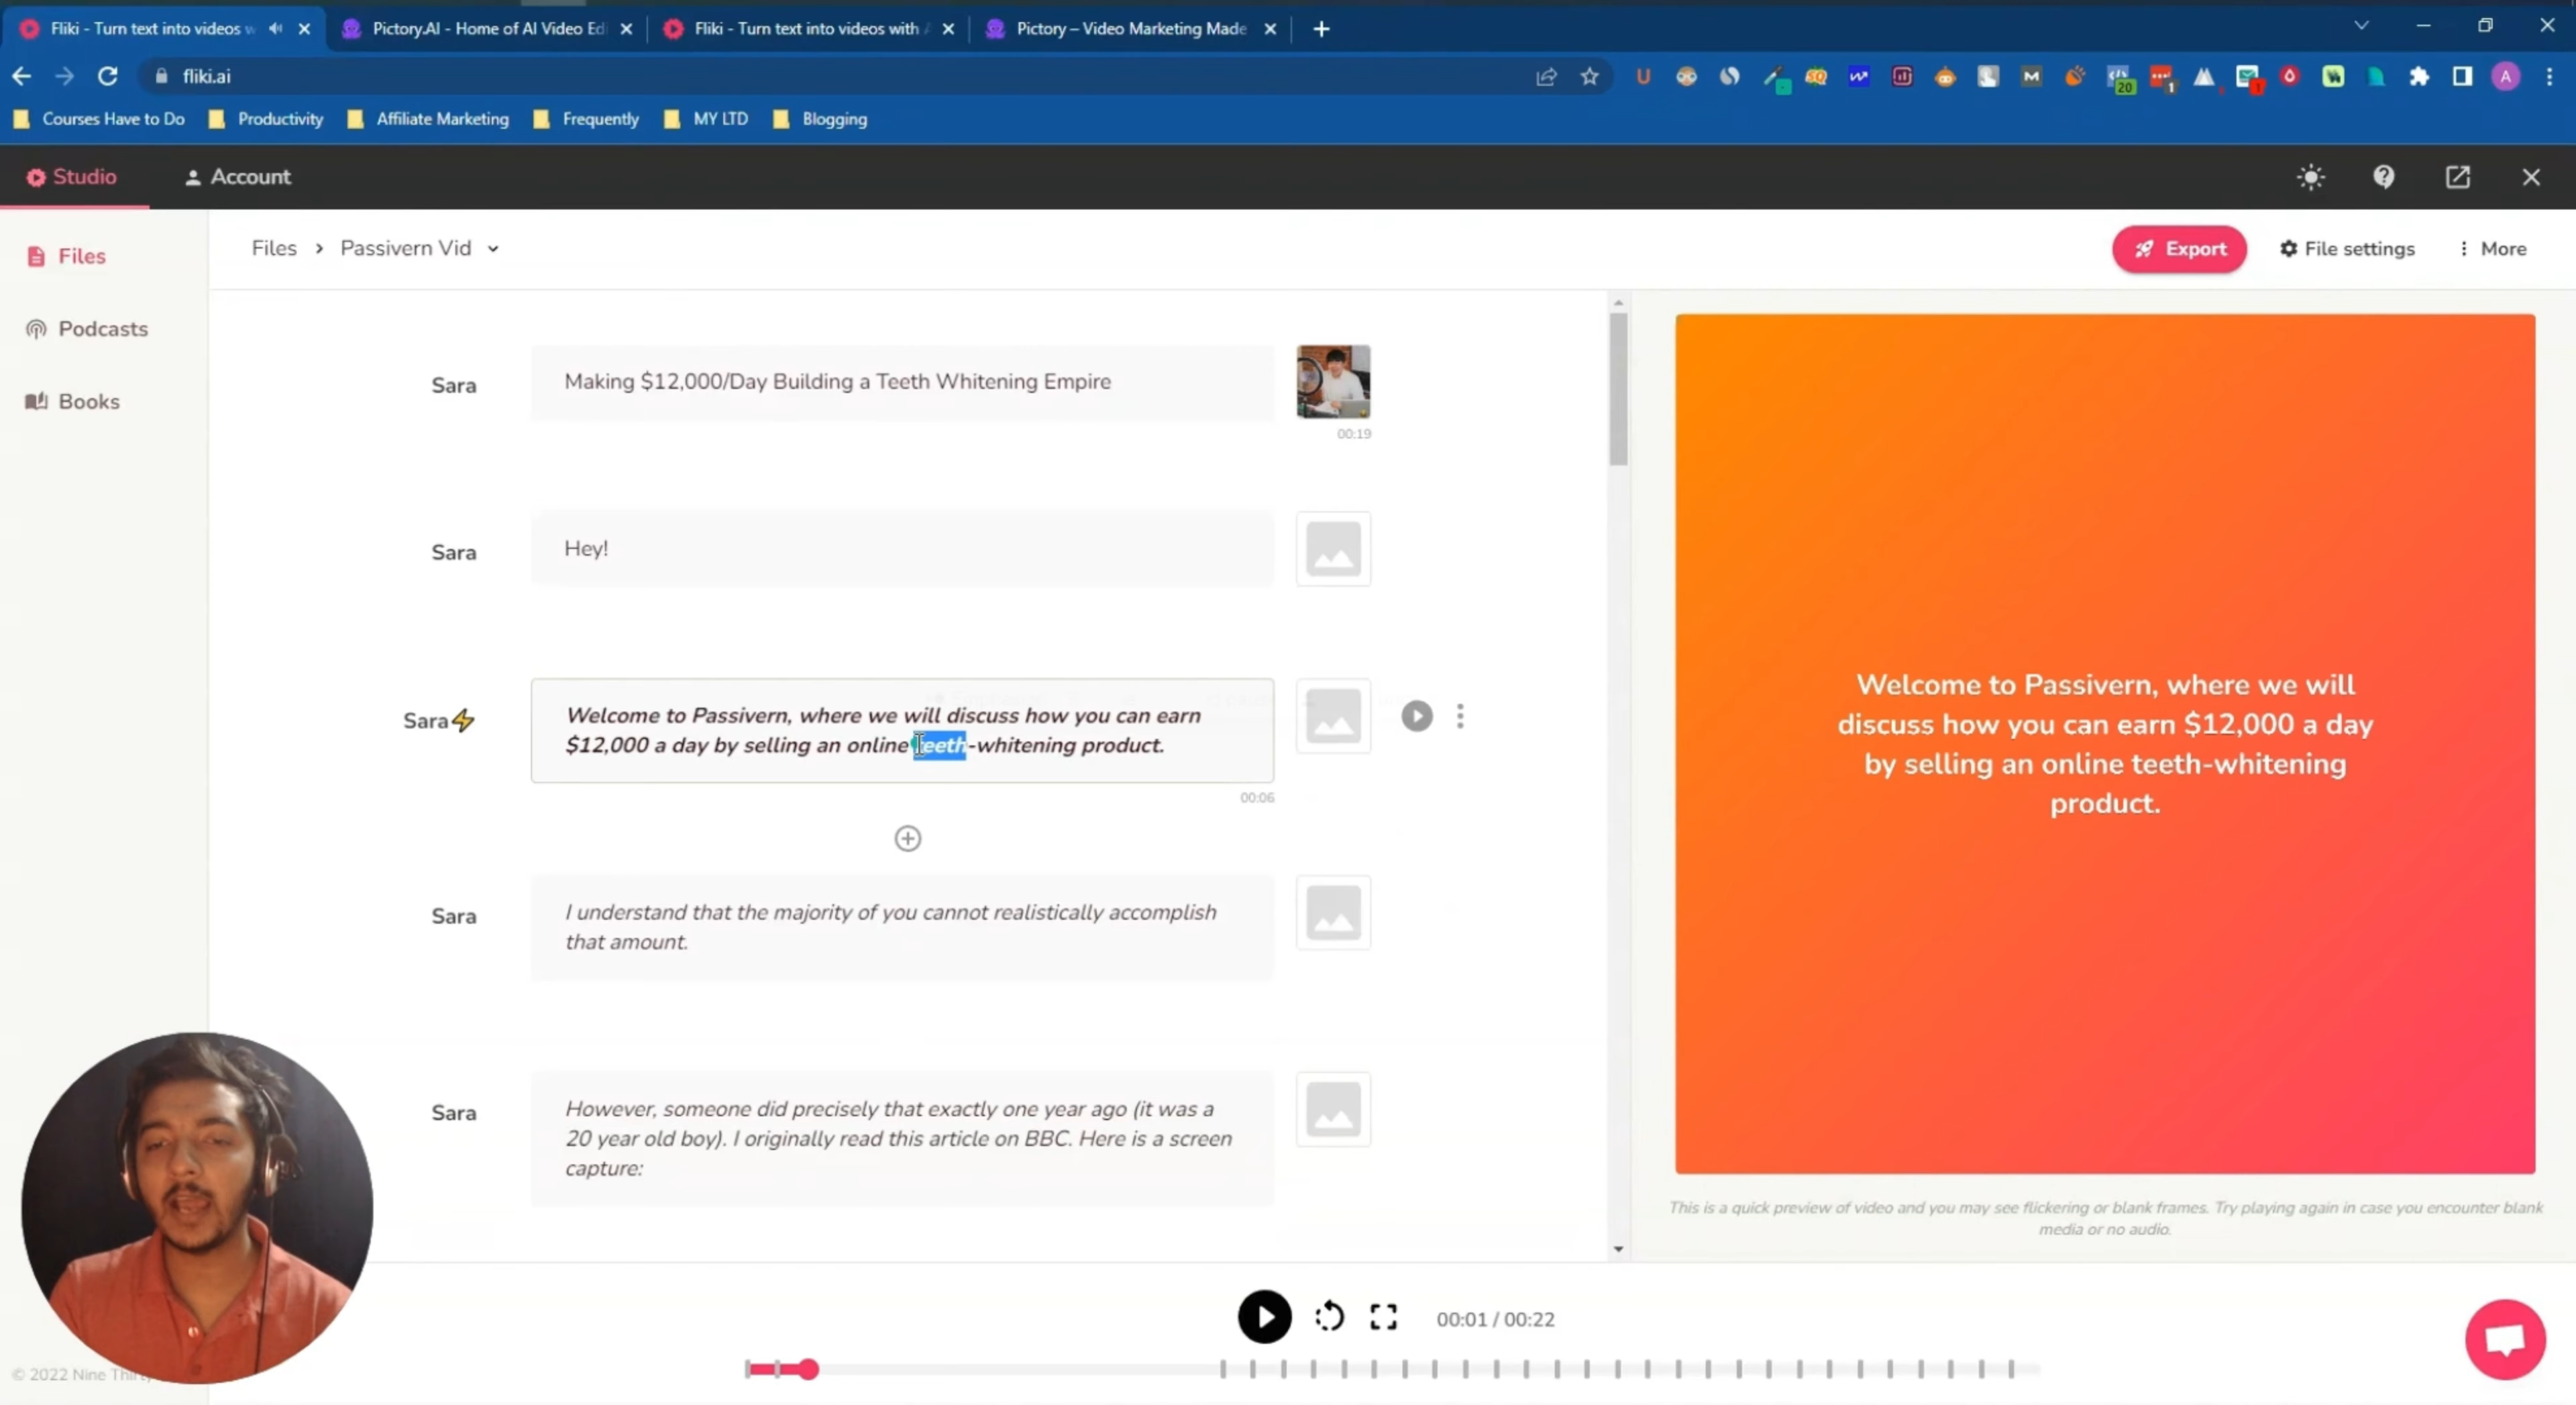 Fliki - Turn text into videos w
Pictory.AI - Home of AI Video Edi
Fliki - Turn text into videos with A
Pictory – Video Marketing Made
fliki.ai
20
1
1
A
Courses Have to Do
Productivity
Affiliate Marketing
Frequently
MY LTD
Blogging
Studio
Account
Files
Podcasts
Books
Files > Passivern Vid
Export
File settings
More
Sara
Making $12,000/Day Building a Teeth Whitening Empire
00:19
Sara
Hey!
Sara
Welcome to Passivern, where we will discuss how you can earn
$12,000 a day by selling an online teeth-whitening product.
00:06
Sara
I understand that the majority of you cannot realistically accomplish
that amount.
Sara
However, someone did precisely that exactly one year ago (it was a
20 year old boy). I originally read this article on BBC. Here is a screen
capture:
Welcome to Passivern, where we will
discuss how you can earn $12,000 a day
by selling an online teeth-whitening
product.
This is a quick preview of video and you may see flickering or blank frames. Try playing again in case you encounter blank
media or no audio.
00:01 / 00:22
© 2022 Nine Thirty